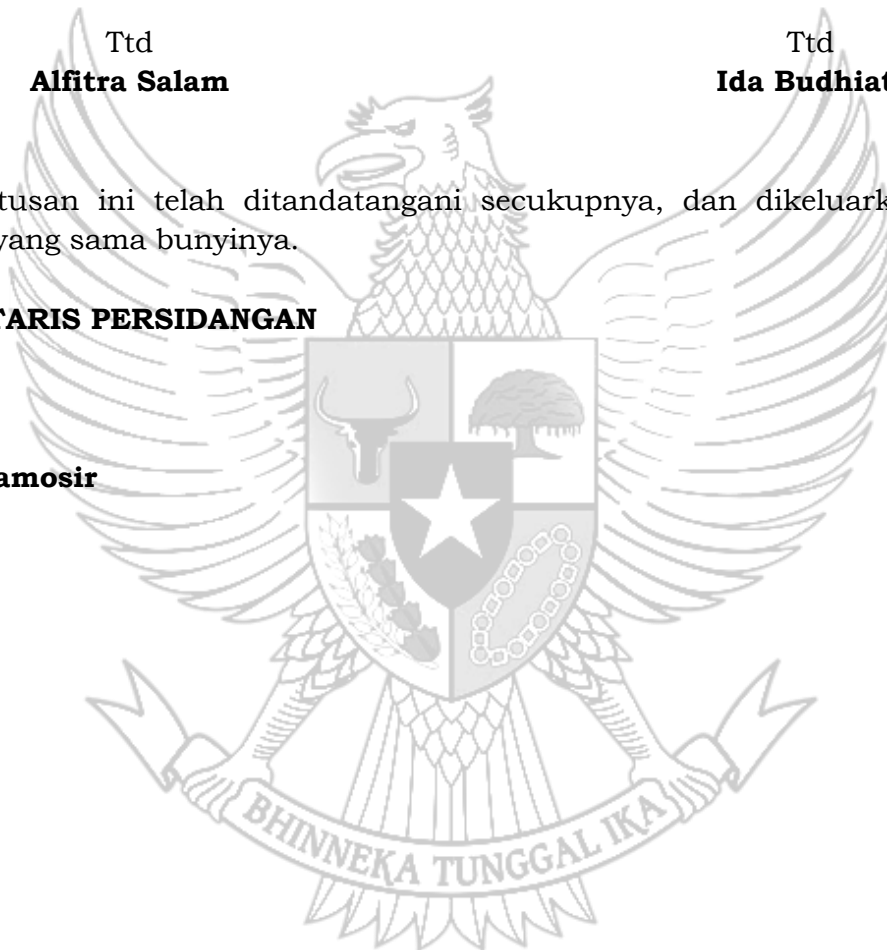 Ttd Ttd
Alfitra Salam Ida Budhiat
tusan ini telah ditandatangani secukupnya, dan dikeluark
yang sama bunyinya.
TARIS PERSIDANGAN
amosir
BHINNEKA TUNGGAL IKA